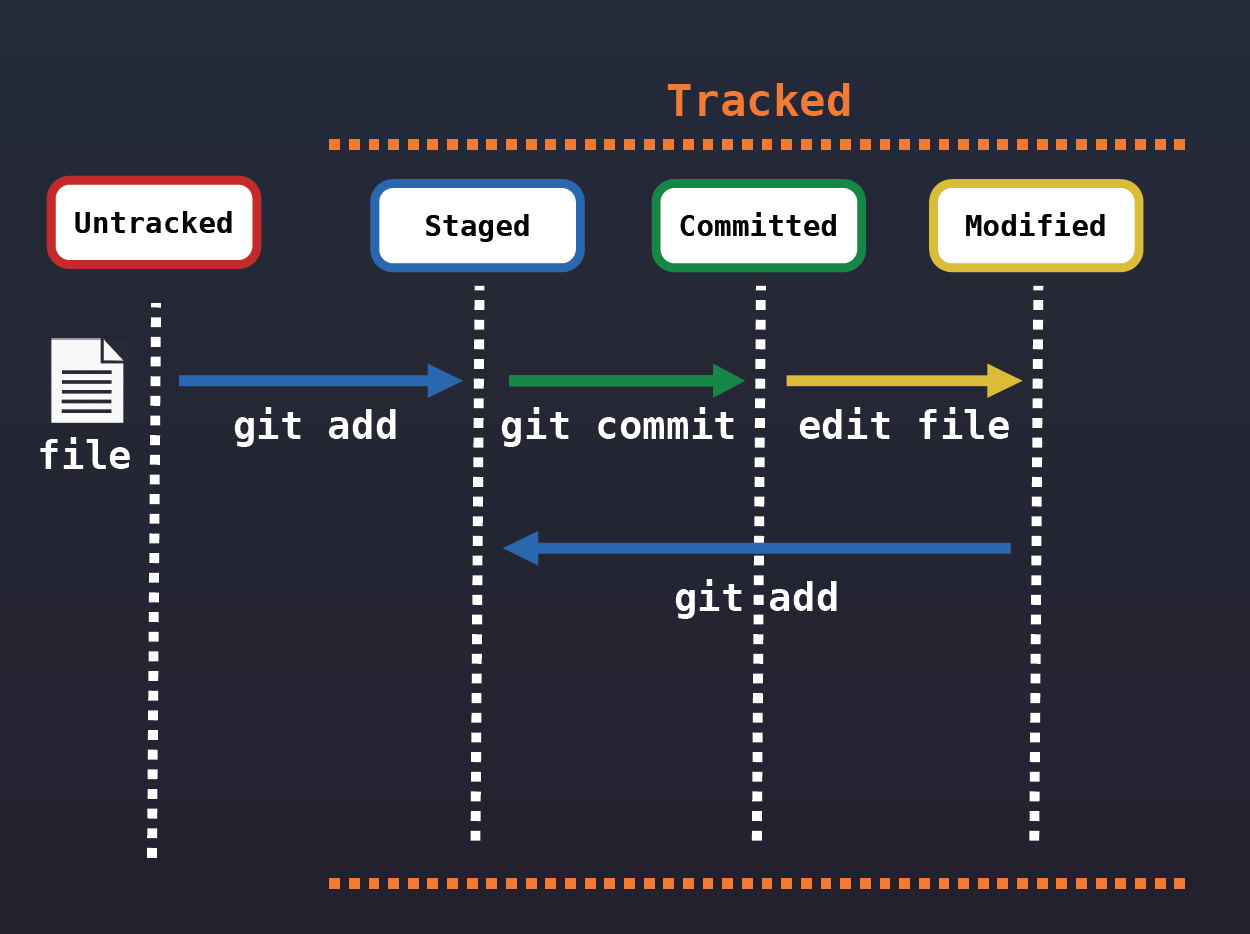 Tracked
Untracked
Staged
Committed
Modified
file
git add
git commit
edit file
git add